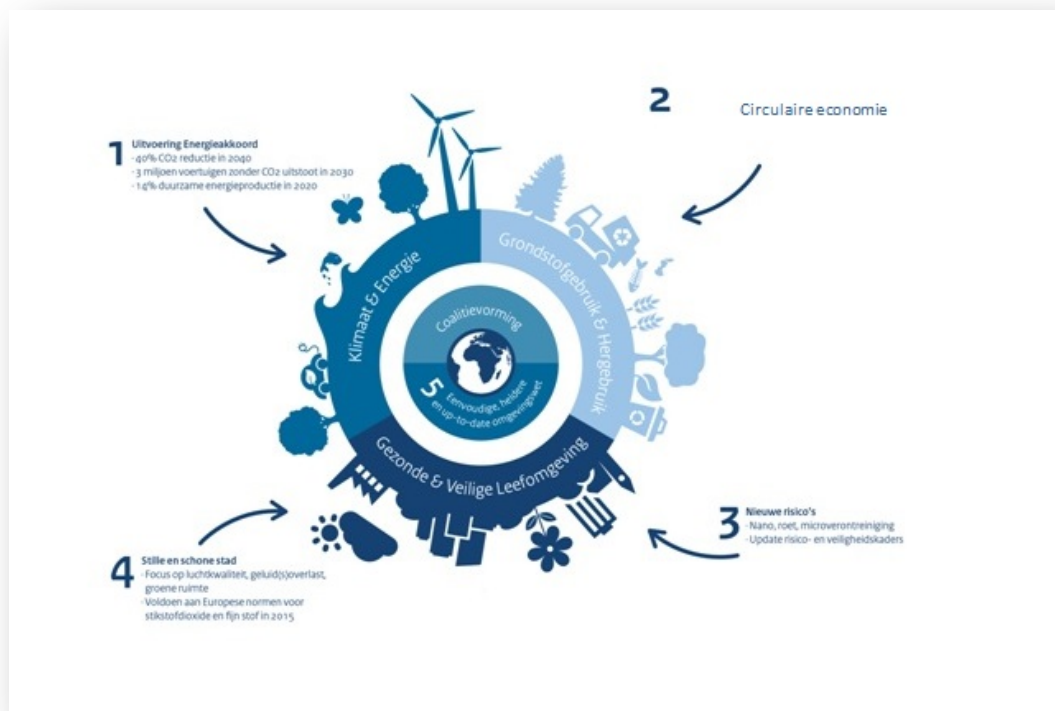 1
Uitvoering Energieakkoord
· 40% CO2 reductie in 2040
· 3 miljoen voertuigen zonder CO2 uitstoot in 2030
· 14% duurzame energieproductie in 2020
2
Circulaire economie
Klimaat & Energie
Grondstofgebruik & Hergebruik
Coalitievorming
5
Eenvoudige, heldere
en up-to-date omgevingswet
Gezonde & Veilige Leefomgeving
3
Nieuwe risico's
· Nano, roet, microverontreiniging
· Update risico- en veiligheidskaders
4
Stille en schone stad
· Focus op luchtkwaliteit, geluid(s)overlast,
groene ruimte
· Voldoen aan Europese normen voor
stikstofdioxide en fijn stof in 2015